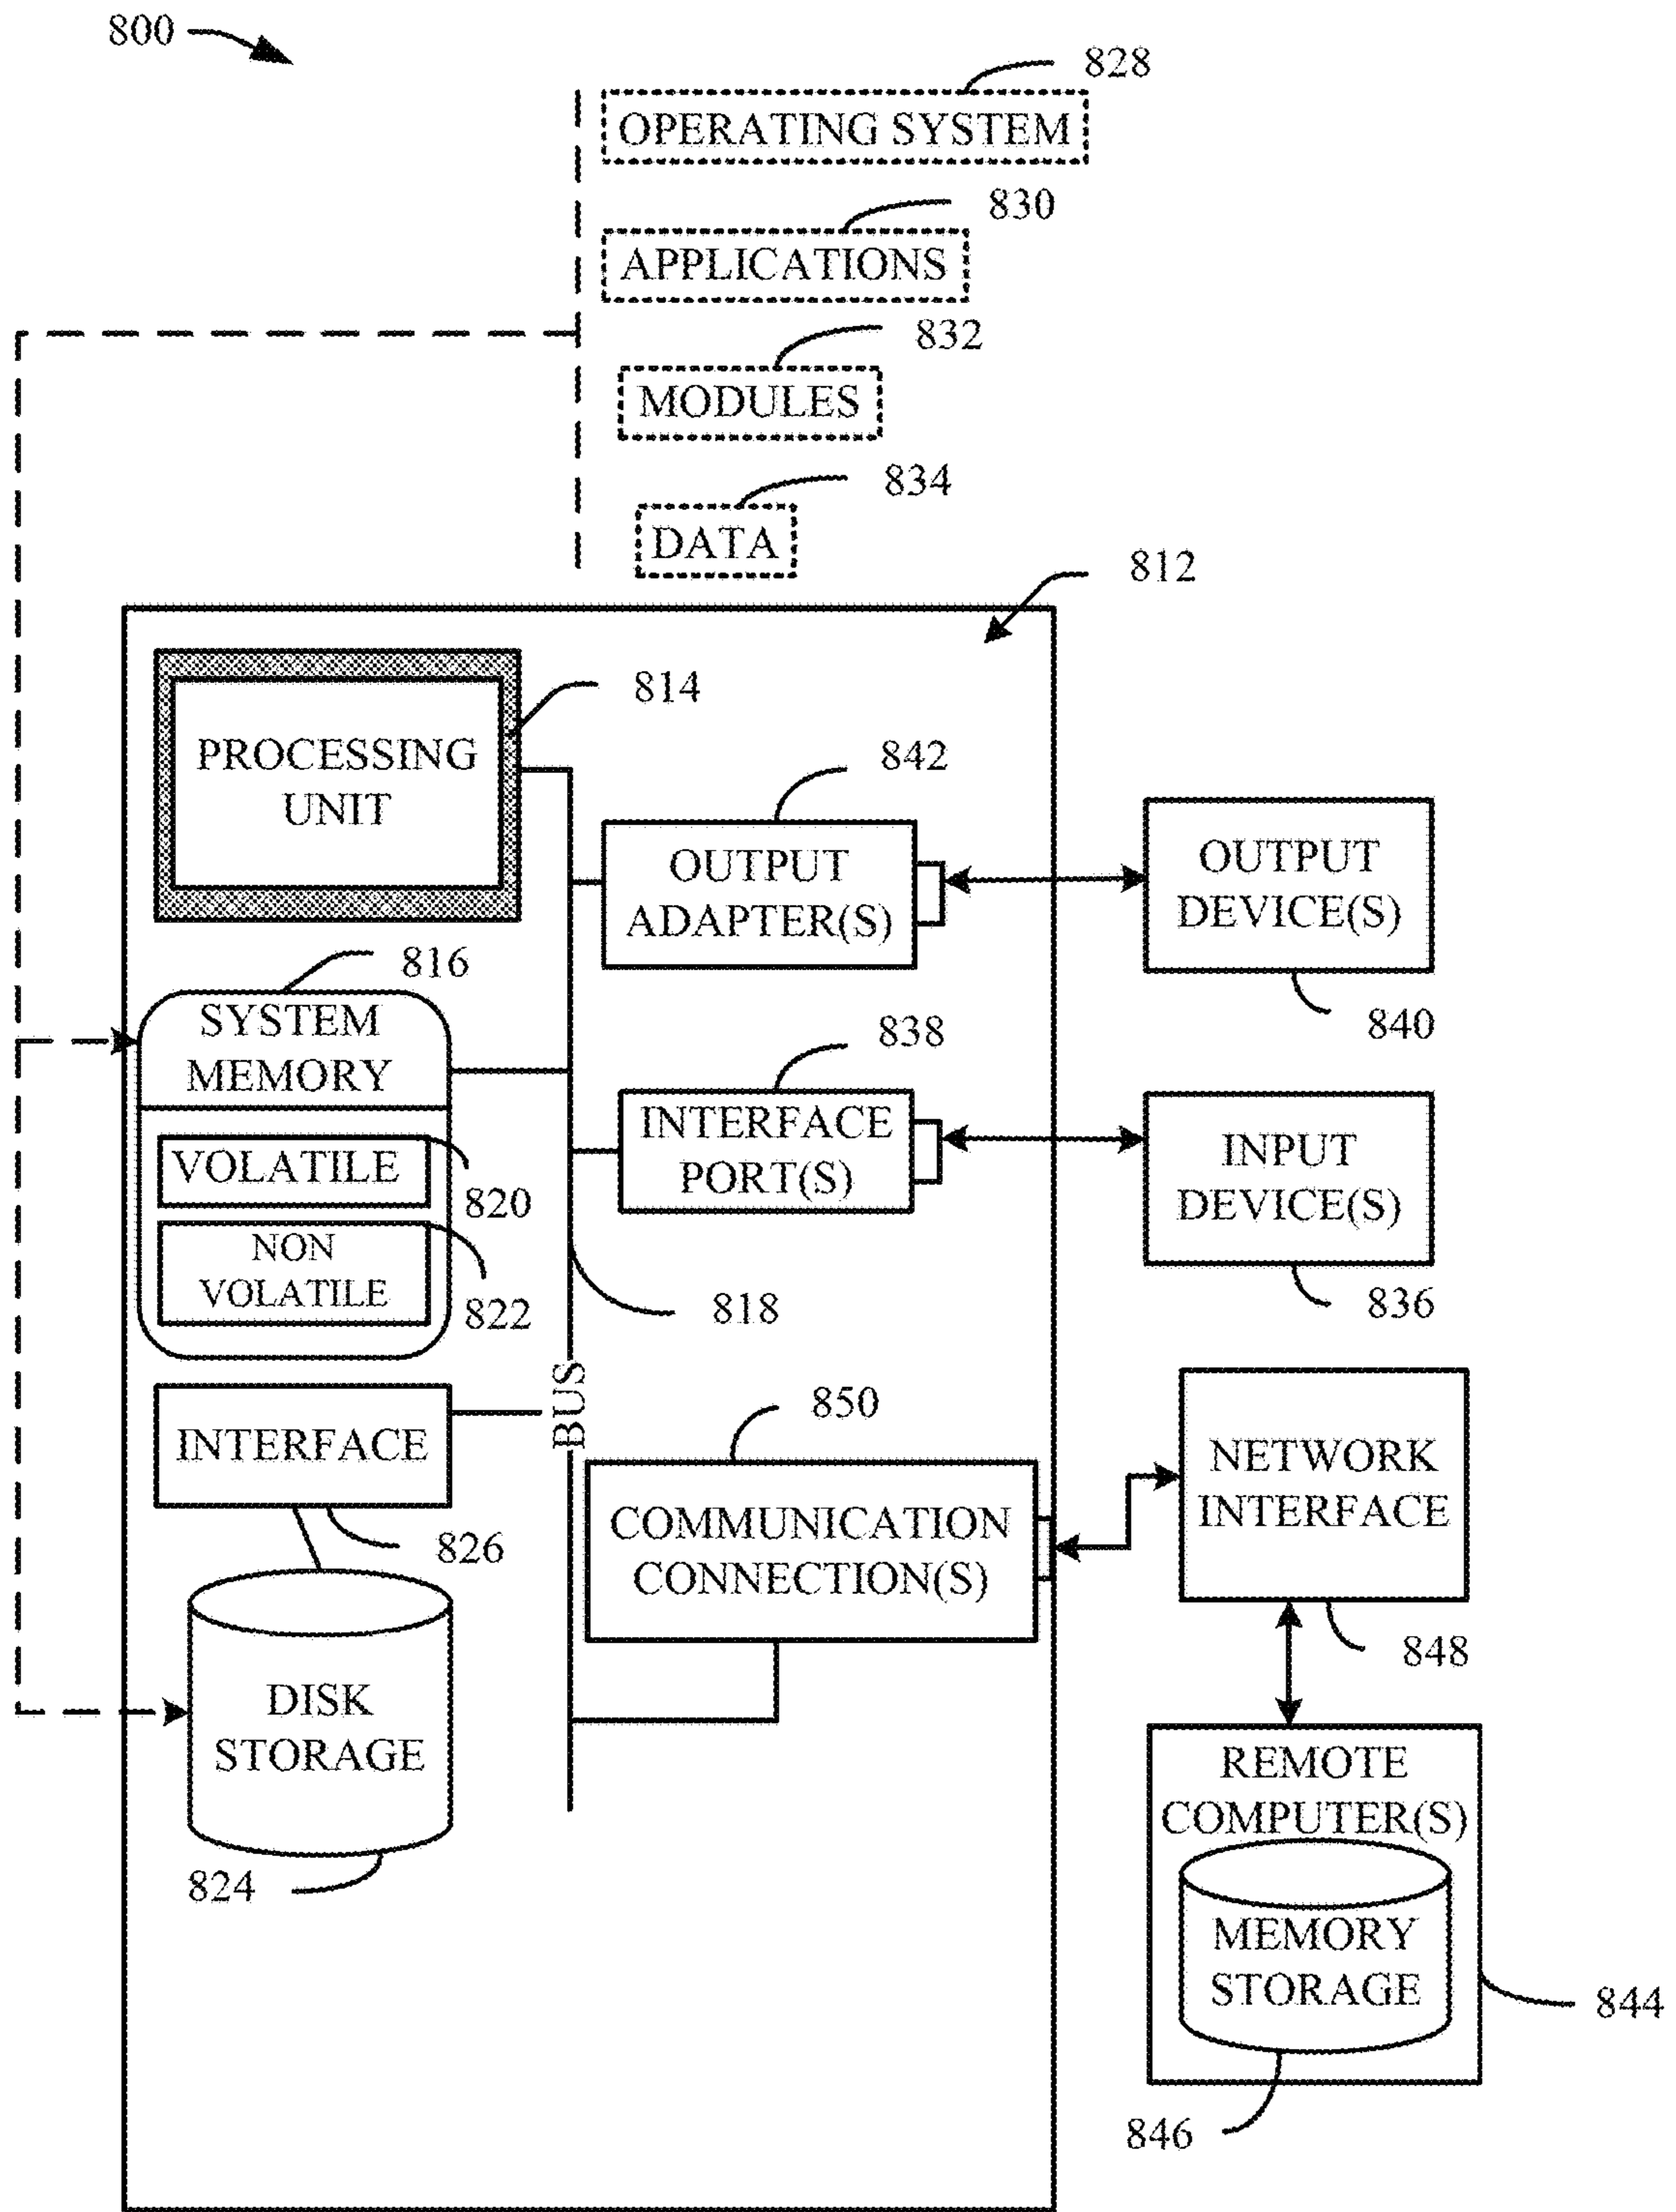 800
828
OPERATING SYSTEM
830
APPLICATIONS
832
MODULES
834
DATA
812
814
PROCESSING
UNIT
842
OUTPUT
ADAPTER(S)
OUTPUT
DEVICE(S)
840
816
SYSTEM
MEMORY
838
INTERFACE
PORT(S)
INPUT
DEVICE(S)
836
VOLATILE
820
NON
VOLATILE
822
818
BUS
INTERFACE
826
850
COMMUNICATION
CONNECTION(S)
NETWORK
INTERFACE
848
DISK
STORAGE
824
REMOTE
COMPUTER(S)
MEMORY
STORAGE
844
846